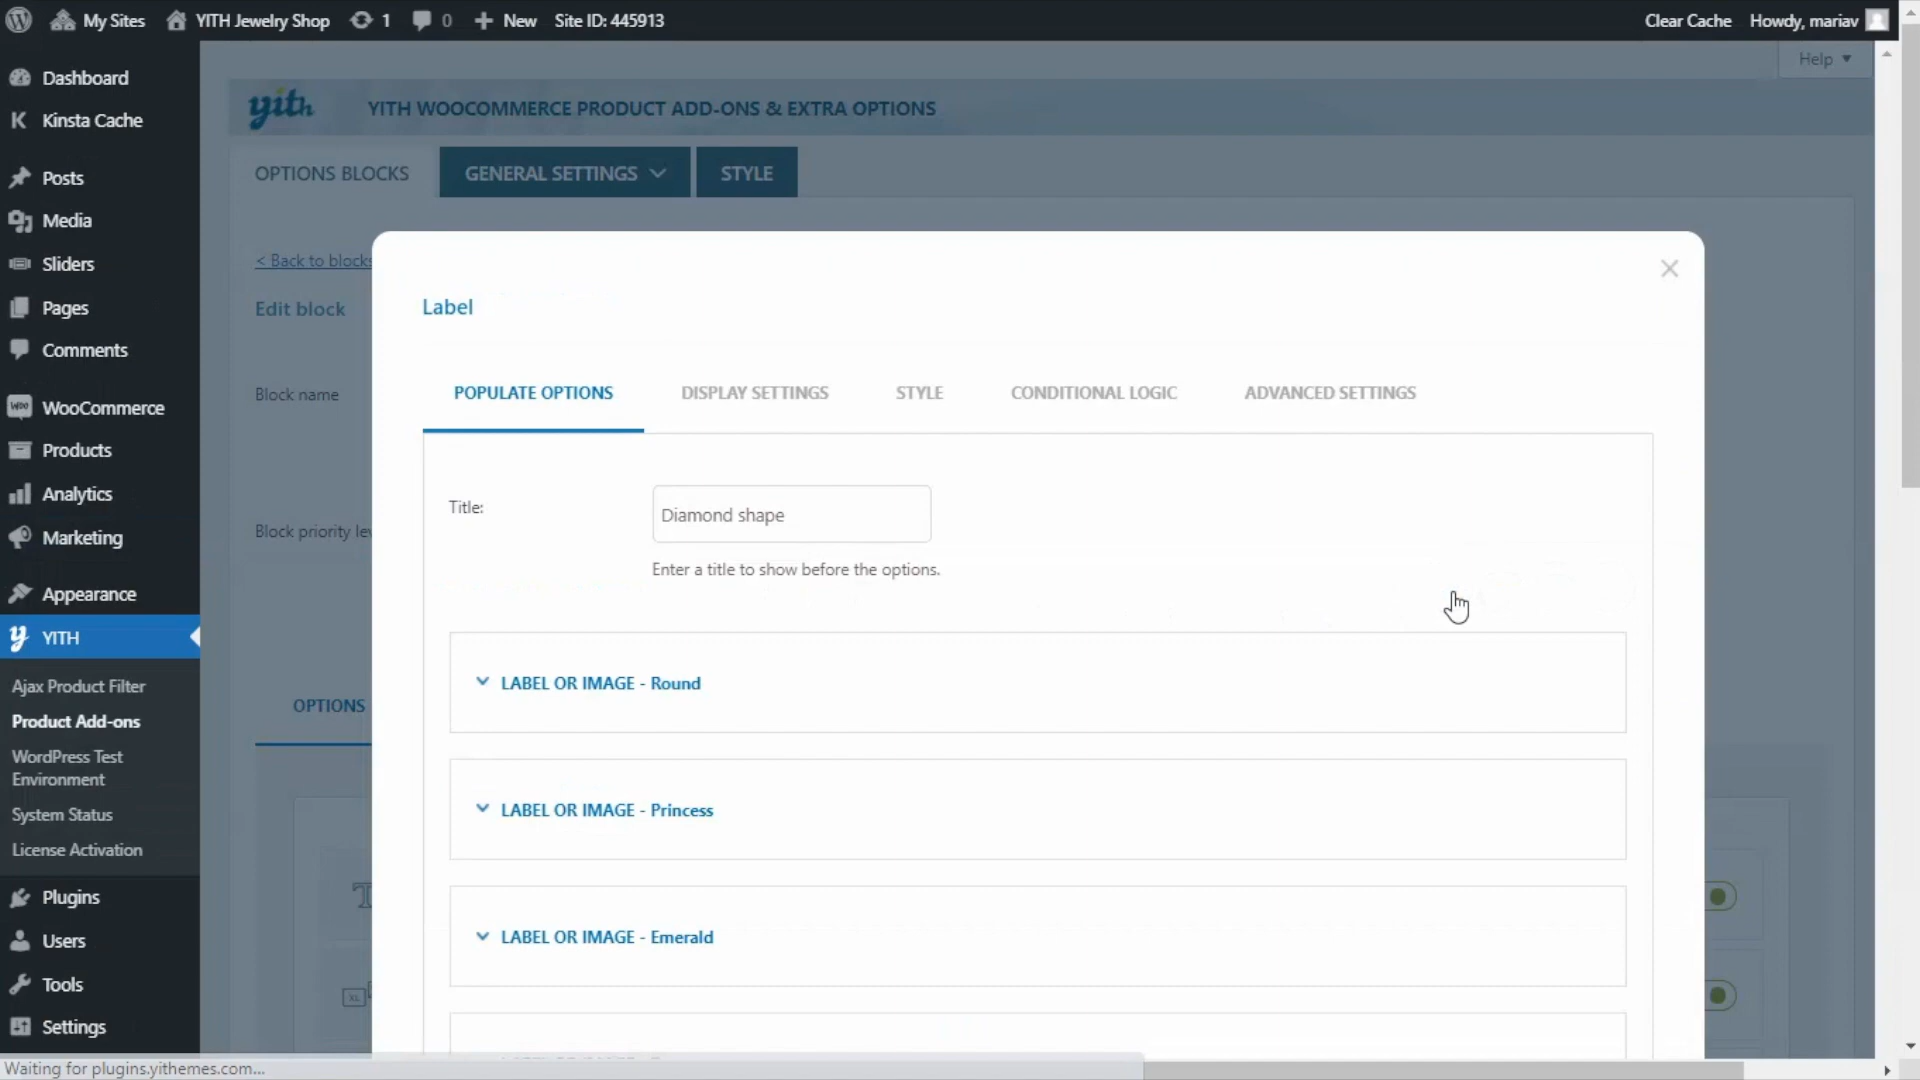 My Sites
YITH Jewelry Shop
1
0
New
Site ID: 445913
Clear Cache
Howdy, mariav
Dashboard
Kinsta Cache
Posts
Media
Sliders
Pages
Comments
WooCommerce
Products
Analytics
Marketing
Appearance
YITH
Ajax Product Filter
Product Add-ons
WordPress Test
Environment
System Status
License Activation
Plugins
Users
Tools
Settings
Help
yith
YITH WOOCOMMERCE PRODUCT ADD-ONS & EXTRA OPTIONS
OPTIONS BLOCKS
GENERAL SETTINGS
STYLE
< Back to blocks
Edit block
Block name
Block priority lev
OPTIONS
XL
Label
POPULATE OPTIONS
DISPLAY SETTINGS
STYLE
CONDITIONAL LOGIC
ADVANCED SETTINGS
Title:
Diamond shape
Enter a title to show before the options.
LABEL OR IMAGE - Round
LABEL OR IMAGE - Princess
LABEL OR IMAGE - Emerald
Waiting for plugins.yithemes.com...